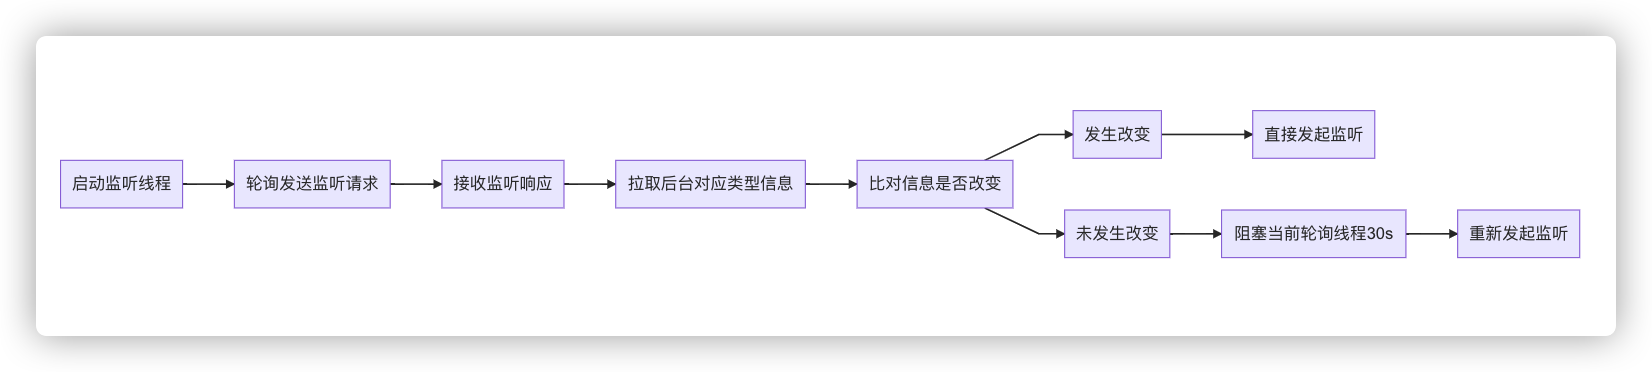 启动监听线程
轮询发送监听请求
接收监听响应
拉取后台对应类型信息
比对信息是否改变
发生改变
直接发起监听
未发生改变
阻塞当前轮询线程30s
重新发起监听